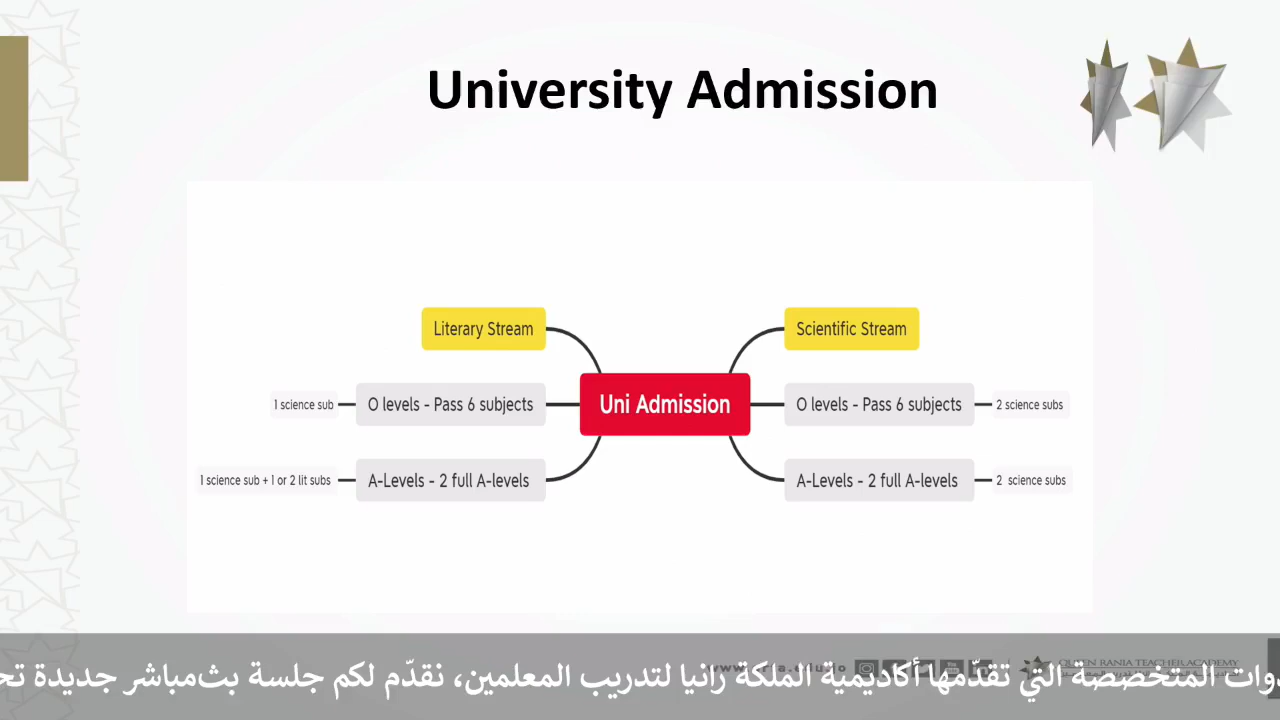 University Admission
Literary Stream
Scientific Stream
1 science sub
O levels - Pass 6 subjects
Uni Admission
O levels - Pass 6 subjects
2 science subs
1 science sub + 1 or 2 lit subs
A-Levels - 2 full A-levels
A-Levels - 2 full A-levels
2 science subs
QUEEN RANIA TEACHER ACADEMY
المتخصصة التي تقدّمها أكاديمية الملكة رانيا لتدريب المعلمين، نقدّم لكم جلسة بث مباشر جديدة